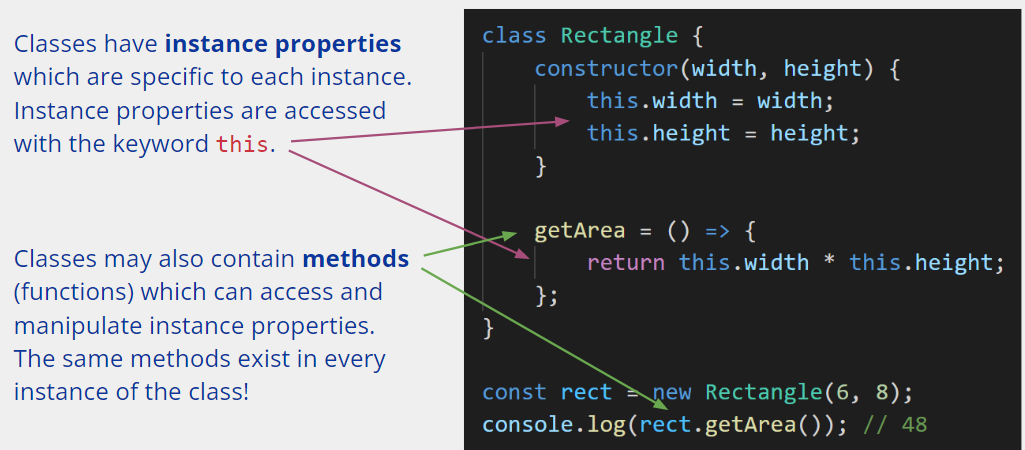 Classes have instance properties
which are specific to each instance.
Instance properties are accessed
with the keyword this.
Classes may also contain methods
(functions) which can access and
manipulate instance properties.
The same methods exist in every
instance of the class!
class Rectangle {
    constructor(width, height) {
        this.width = width;
        this.height = height;
    }
    getArea = () => {
        return this.width * this.height;
    };
}
const rect = new Rectangle(6, 8);
console.log(rect.getArea()); // 48